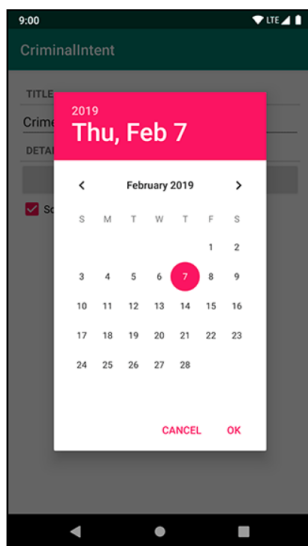 9:00 LTE
CriminalIntent
TITLE
Crime
DETAI
So
2019
Thu, Feb 7
February 2019
S M T W T F S
1 2
3 4 5 6 7 8 9
10 11 12 13 14 15 16
17 18 19 20 21 22 23
24 25 26 27 28
CANCEL OK